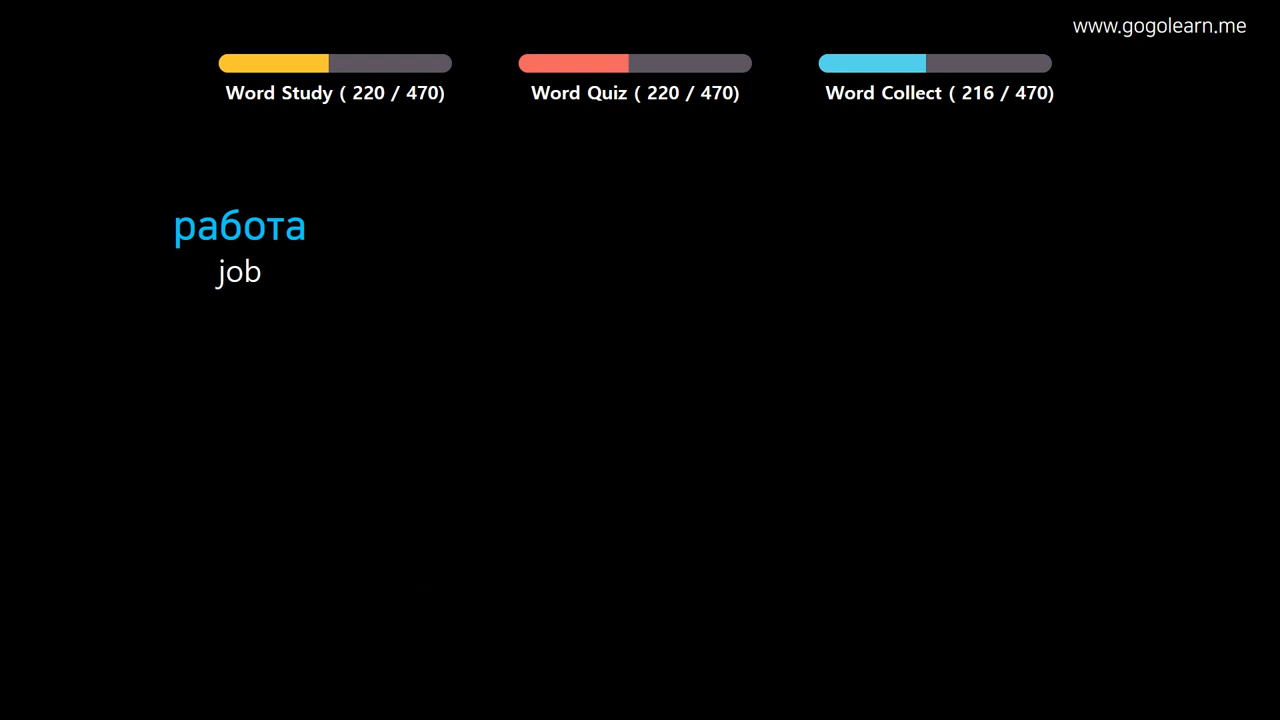 www.gogolearn.me
Word Study ( 220 / 470)
Word Quiz ( 220 / 470)
Word Collect ( 216 / 470)
работа
job